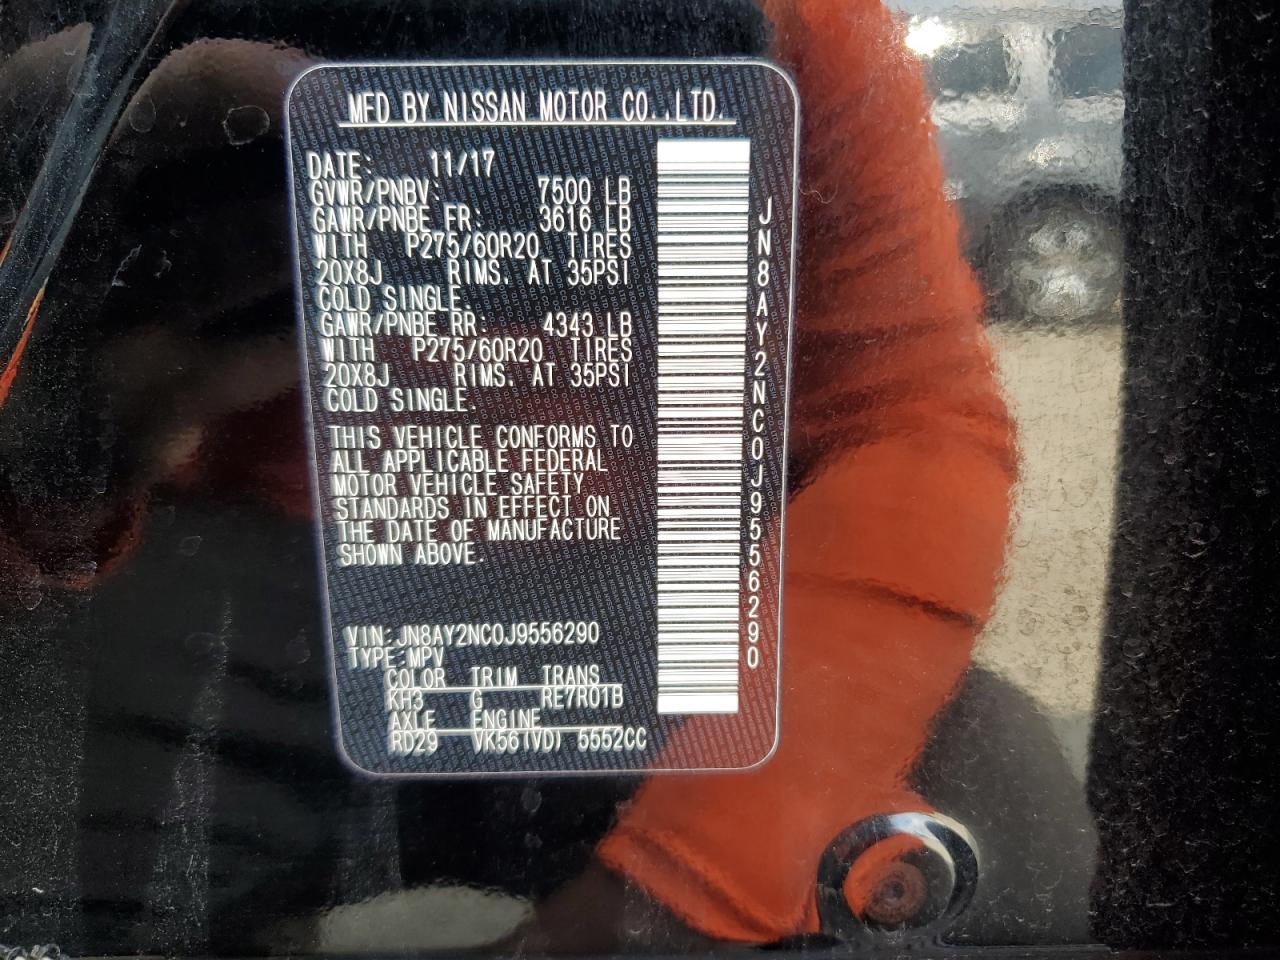 MFD BY NISSAN MOTOR CO.,LTD.
DATE: 11/17
GVWR/PNBV: 7500 LB
GAWR/PNBE FR: 3616 LB
WITH P275/60R20 TIRES
20X8J RIMS. AT 35PSI
COLD SINGLE.
GAWR/PNBE RR: 4343 LB
WITH P275/60R20 TIRES
20X8J RIMS. AT 35PSI
COLD SINGLE.
THIS VEHICLE CONFORMS TO
ALL APPLICABLE FEDERAL
MOTOR VEHICLE SAFETY
STANDARDS IN EFFECT ON
THE DATE OF MANUFACTURE
SHOWN ABOVE.
VIN:JN8AY2NC0J9556290
TYPE:MPV
COLOR TRIM TRANS
KH3 G RE7R01B
AXLE ENGINE
RD29 VK56(VD) 5552CC
JN8AY2NC0J9556290